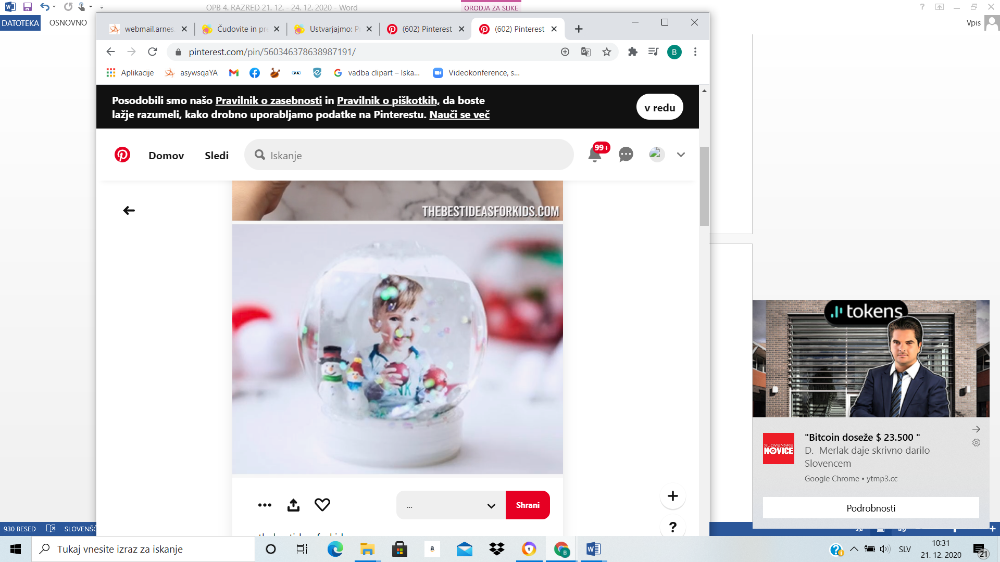 OPB 4. RAZRED 21. 12. - 24. 12. 2020 - Word
ORODJA ZA SLIKE
DATOTEKA
OSNOVNO
Vpis
webmail.arnes
Čudovite in pre
Ustvarjajmo: P
(602) Pinterest
(602) Pinterest
pinterest.com/pin/560346378638987191/
B
Aplikacije
asywsqaYA
vadba clipart – Iska...
Videokonference, s...
Posodobili smo našo Pravilnik o zasebnosti in Pravilnik o piškotkih, da boste
lažje razumeli, kako drobno uporabljamo podatke na Pinterestu. Nauči se več
v redu
Domov
Sledi
Iskanje
99+
THEBESTIDEASFORKIDS.COM
...
Shrani
?
tokens
SLOVENSKE
NOVICE
"Bitcoin doseže $ 23.500 "
D. Merlak daje skrivno darilo
Slovencem
Google Chrome • ytmp3.cc
Podrobnosti
930 BESED
SLOVENŠČ
Tukaj vnesite izraz za iskanje
SLV
10:31
21. 12. 2020
21